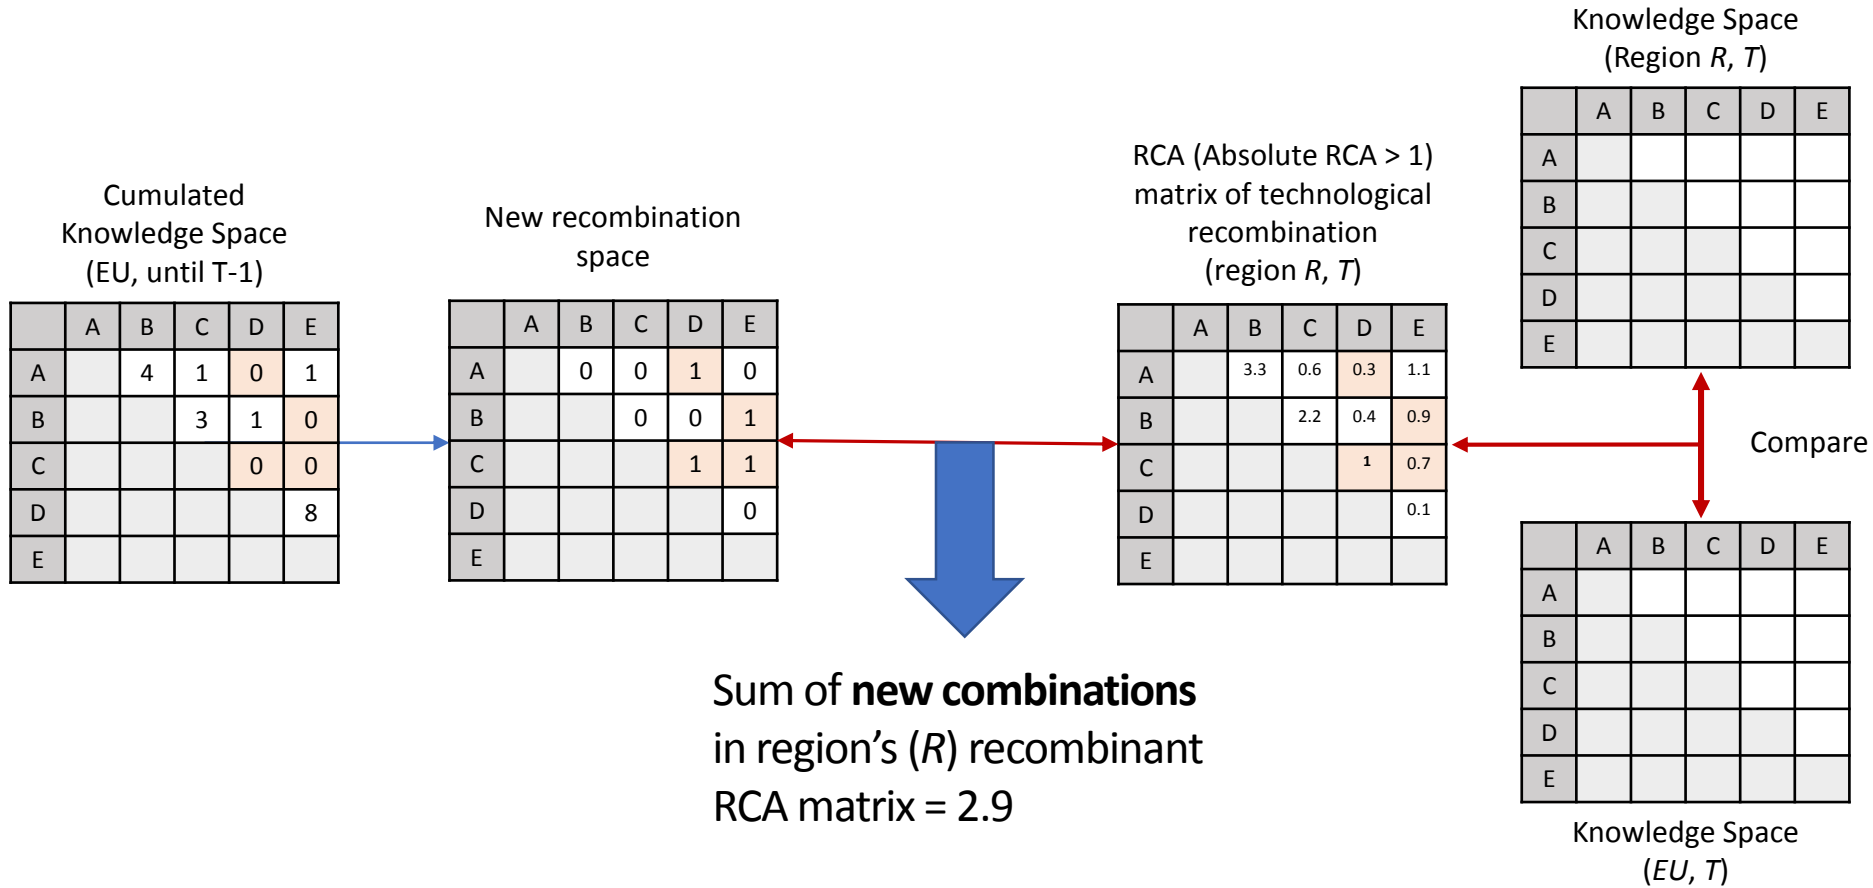 Cumulated
Knowledge Space
(EU, until T-1)
A B C D E
A 4 1 0 1
B 3 1 0
C 0 0
D 8
E
New recombination
space
A B C D E
A 0 0 1 0
B 0 0 1
C 1 1
D 0
E
Sum of new combinations
in region’s (R) recombinant
RCA matrix = 2.9
RCA (Absolute RCA > 1)
matrix of technological
recombination
(region R, T)
A B C D E
A 3.3 0.6 0.3 1.1
B 2.2 0.4 0.9
C 1 0.7
D 0.1
E
Knowledge Space
(Region R, T)
A B C D E
A
B
C
D
E
Compare
A B C D E
A
B
C
D
E
Knowledge Space
(EU, T)